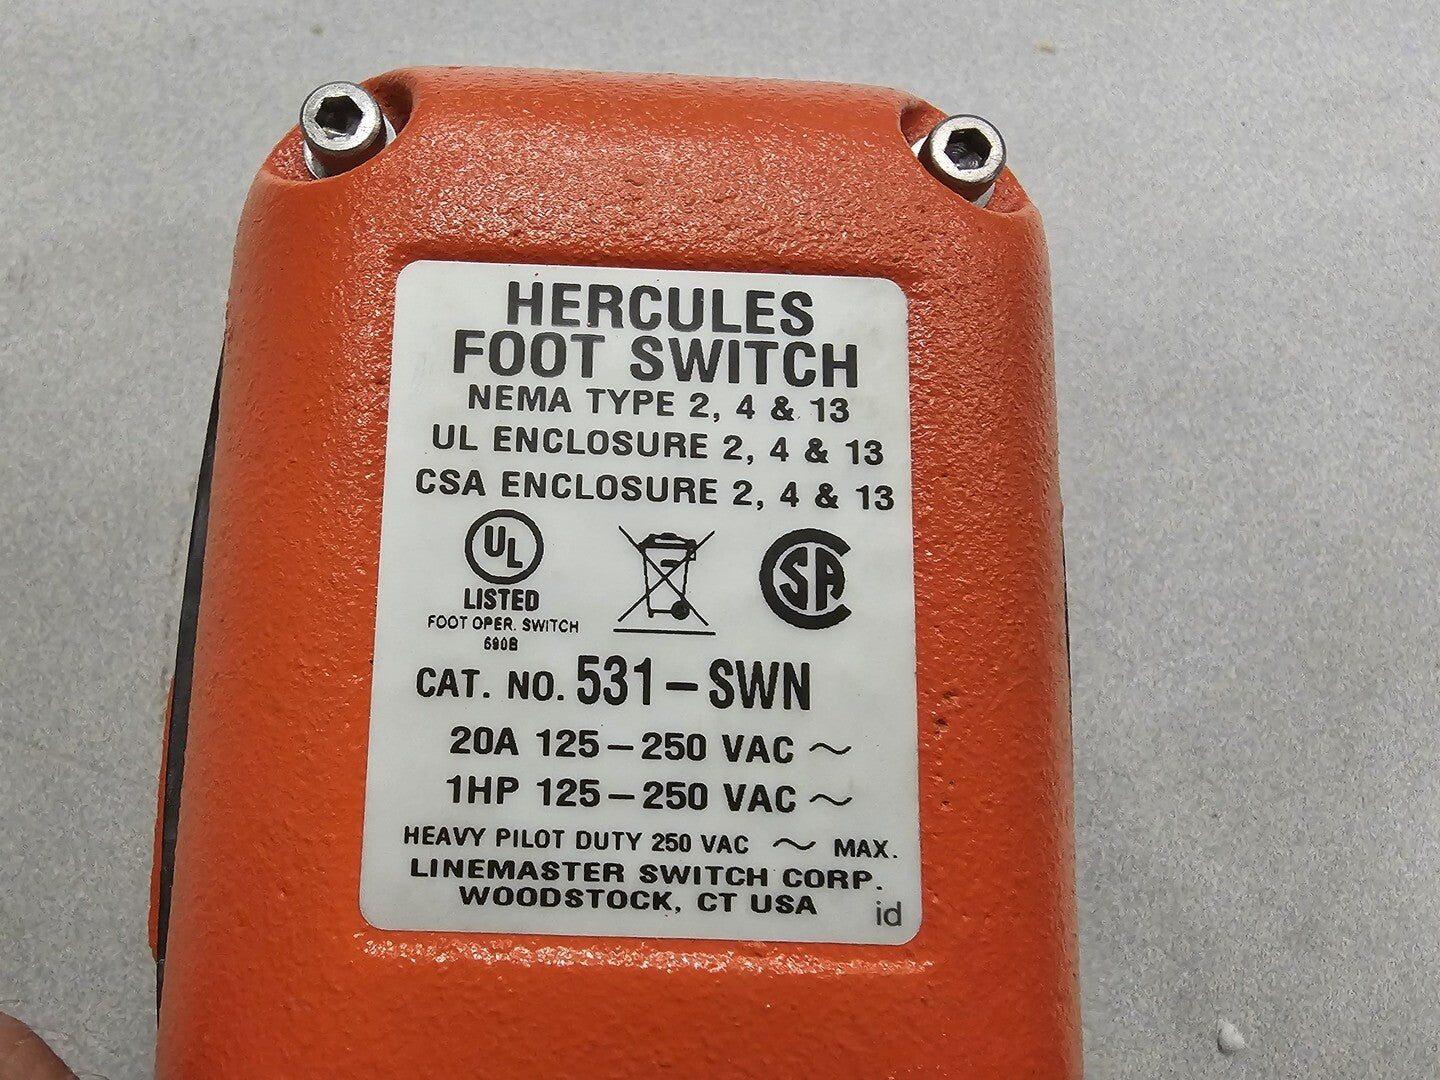 HERCULES
FOOT SWITCH
NEMA TYPE 2, 4 & 13
UL ENCLOSURE 2, 4 & 13
CSA ENCLOSURE 2, 4 & 13
UL
LISTED
FOOT OPER. SWITCH
690B
CSA
CAT. NO. 531-SWN
20A 125-250 VAC ~
1HP 125-250 VAC ~
HEAVY PILOT DUTY 250 VAC ~ MAX.
LINEMASTER SWITCH CORP.
WOODSTOCK, CT USA
id